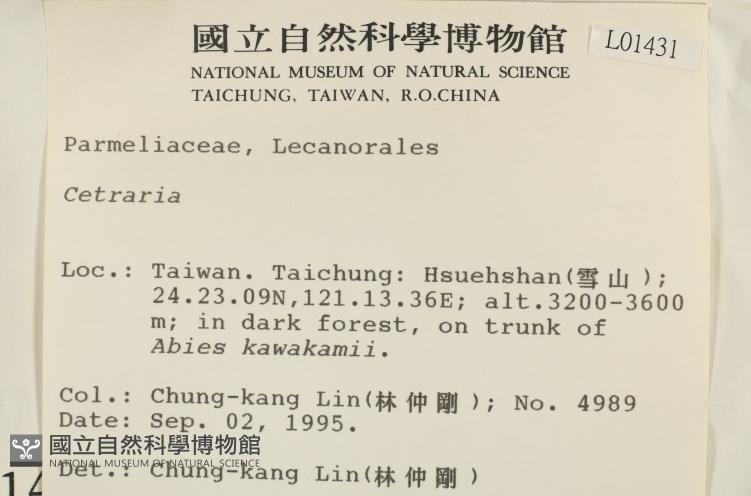 國立自然科學博物館
L01431
NATIONAL MUSEUM OF NATURAL SCIENCE
TAICHUNG, TAIWAN, R.O.CHINA
Parmeliaceae, Lecanorales
Cetraria
Loc.: Taiwan. Taichung: Hsuehshan(雪山);
24.23.09N,121.13.36E; alt.3200-3600
m; in dark forest, on trunk of
Abies kawakamii.
Col.: Chung-kang Lin(林仲剛); No. 4989
Date: Sep. 02, 1995.
國立自然科學博物館
NATIONAL MUSEUM OF NATURAL SCIENCE
Det.: Chung-kang Lin(林仲剛)